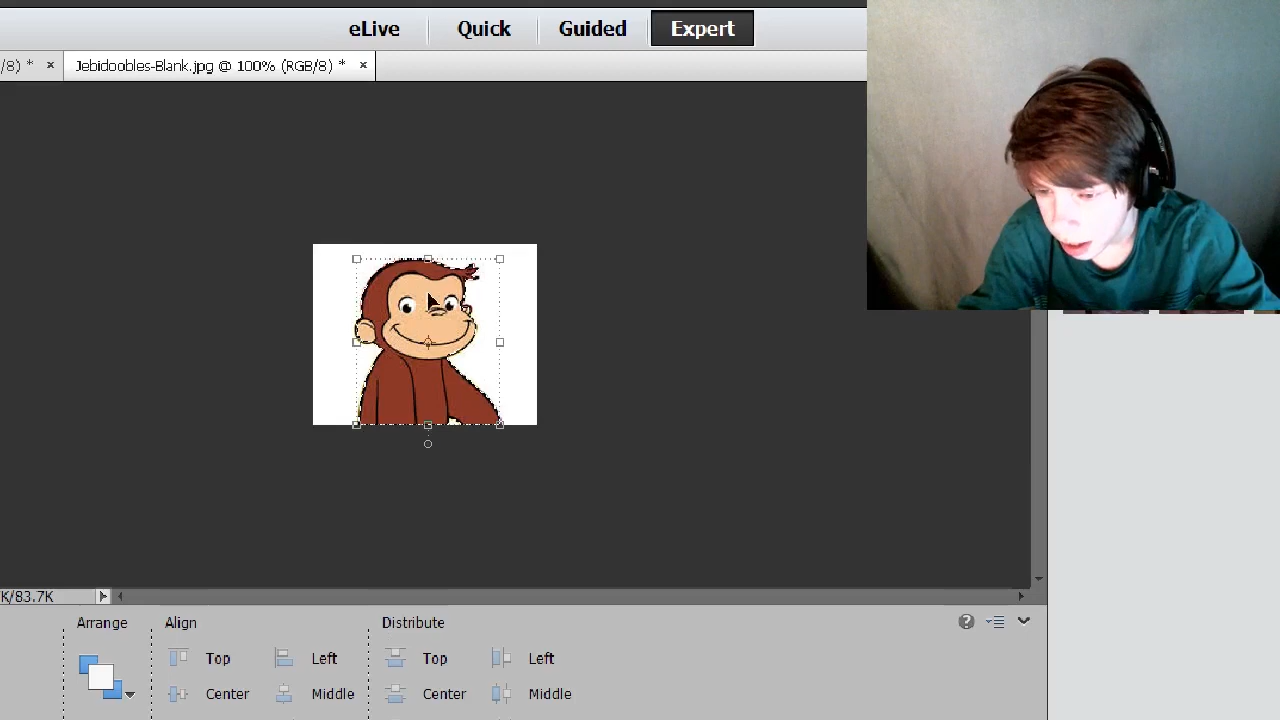 eLive Quick Guided Expert
/8) * × Jebidoobles-Blank.jpg @ 100% (RGB/8) * ×
K/83.7K
Arrange Align Distribute
Top Left Top Left
Center Middle Center Middle